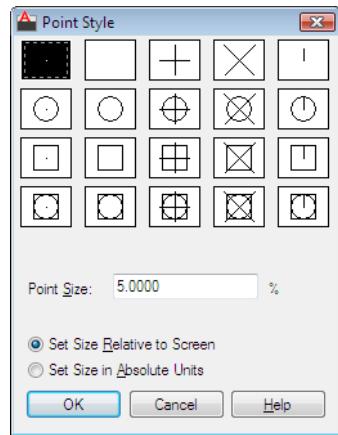 Point Style
Point Size: 5.0000 %
Set Size Relative to Screen
Set Size in Absolute Units
OK Cancel Help